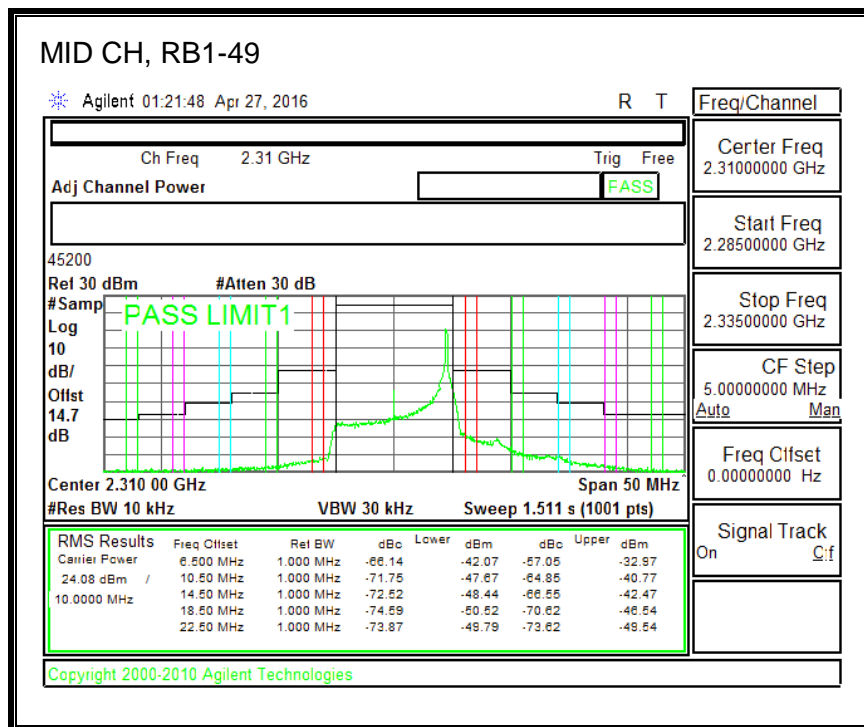 MID CH, RB1-49
Agilent 01:21:48 Apr 27, 2016 R T
Freq/Channel
Ch Freq 2.31 GHz Trig Free
Adj Channel Power PASS
Center Freq
2.31000000 GHz
Start Freq
2.28500000 GHz
Stop Freq
2.33500000 GHz
CF Step
5.00000000 MHz
Auto Man
Freq Offset
0.00000000 Hz
Signal Track
On Off
45200
Ref 30 dBm #Atten 30 dB
#Samp
Log
10
dB/
Offst
14.7
dB
PASS LIMIT1
Center 2.310 00 GHz Span 50 MHz
#Res BW 10 kHz VBW 30 kHz Sweep 1.511 s (1001 pts)
RMS Results Freq Offset Ref BW dBc Lower dBm dBc Upper dBm
Carrier Power 6.500 MHz 1.000 MHz -66.14 -42.07 -57.05 -32.97
24.08 dBm / 10.50 MHz 1.000 MHz -71.75 -47.67 -64.85 -40.77
10.0000 MHz 14.50 MHz 1.000 MHz -72.52 -48.44 -66.55 -42.47
18.50 MHz 1.000 MHz -74.59 -50.52 -70.62 -46.54
22.50 MHz 1.000 MHz -73.87 -49.79 -73.62 -49.54
Copyright 2000-2010 Agilent Technologies